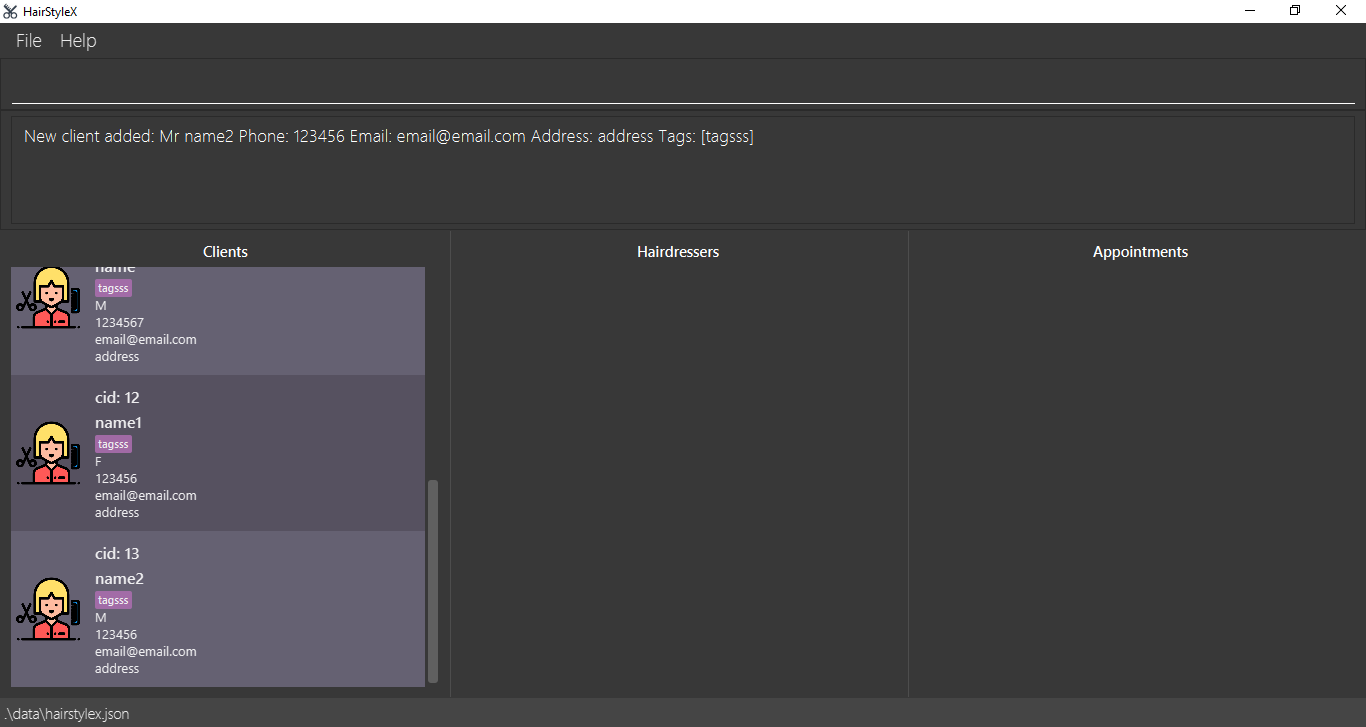 HairStyleX
File Help
New client added: Mr name2 Phone: 123456 Email: email@email.com Address: address Tags: [tagsss]
Clients
Hairdressers
Appointments
name
tagsss
M
1234567
email@email.com
address
cid: 12
name1
tagsss
F
123456
email@email.com
address
cid: 13
name2
tagsss
M
123456
email@email.com
address
.\data\hairstylex.json